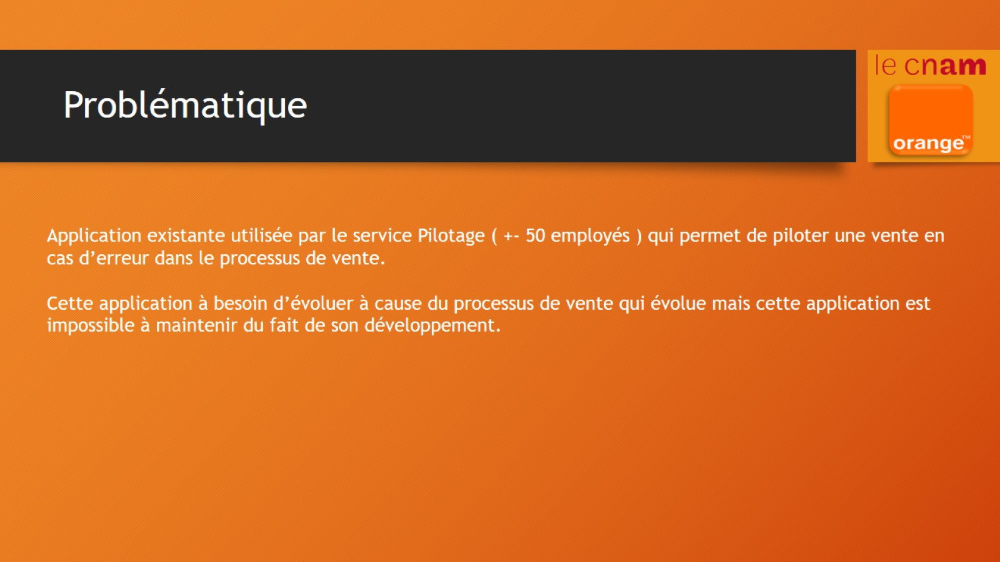 le cnam
Problématique
orange™
Application existante utilisée par le service Pilotage ( +- 50 employés ) qui permet de piloter une vente en
cas d’erreur dans le processus de vente.
Cette application à besoin d’évoluer à cause du processus de vente qui évolue mais cette application est
impossible à maintenir du fait de son développement.